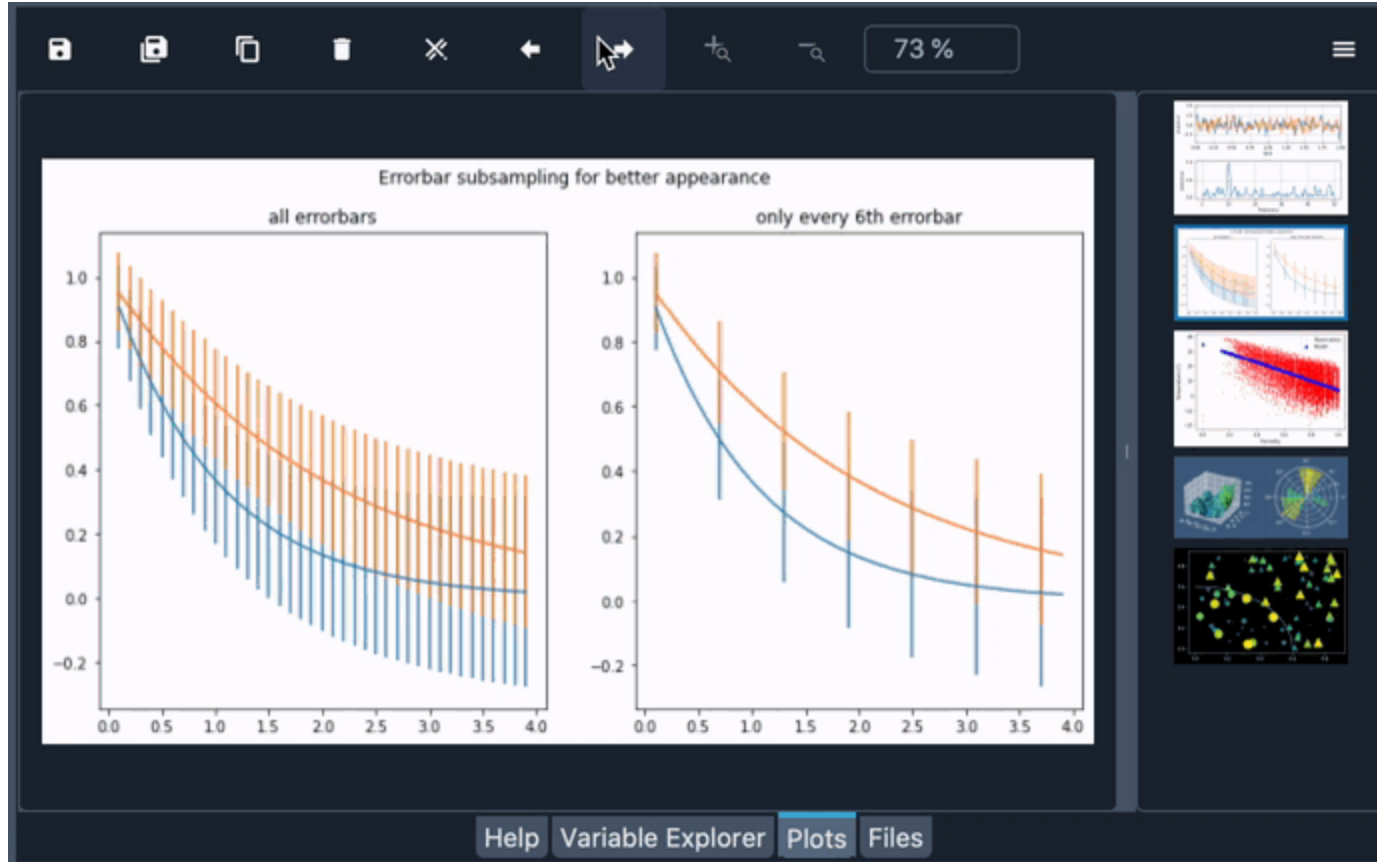 73 %
Errorbar subsampling for better appearance
all errorbars
only every 6th errorbar
1.0
0.8
0.6
0.4
0.2
0.0
−0.2
0.0 0.5 1.0 1.5 2.0 2.5 3.0 3.5 4.0
1.0
0.8
0.6
0.4
0.2
0.0
−0.2
0.0 0.5 1.0 1.5 2.0 2.5 3.0 3.5 4.0
Help Variable Explorer Plots Files